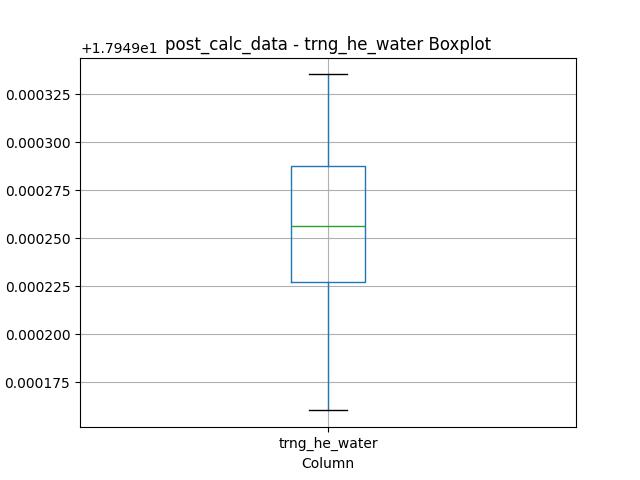 +1.7949e1
post_calc_data - trng_he_water Boxplot
0.000325
0.000300
0.000275
0.000250
0.000225
0.000200
0.000175
trng_he_water
Column